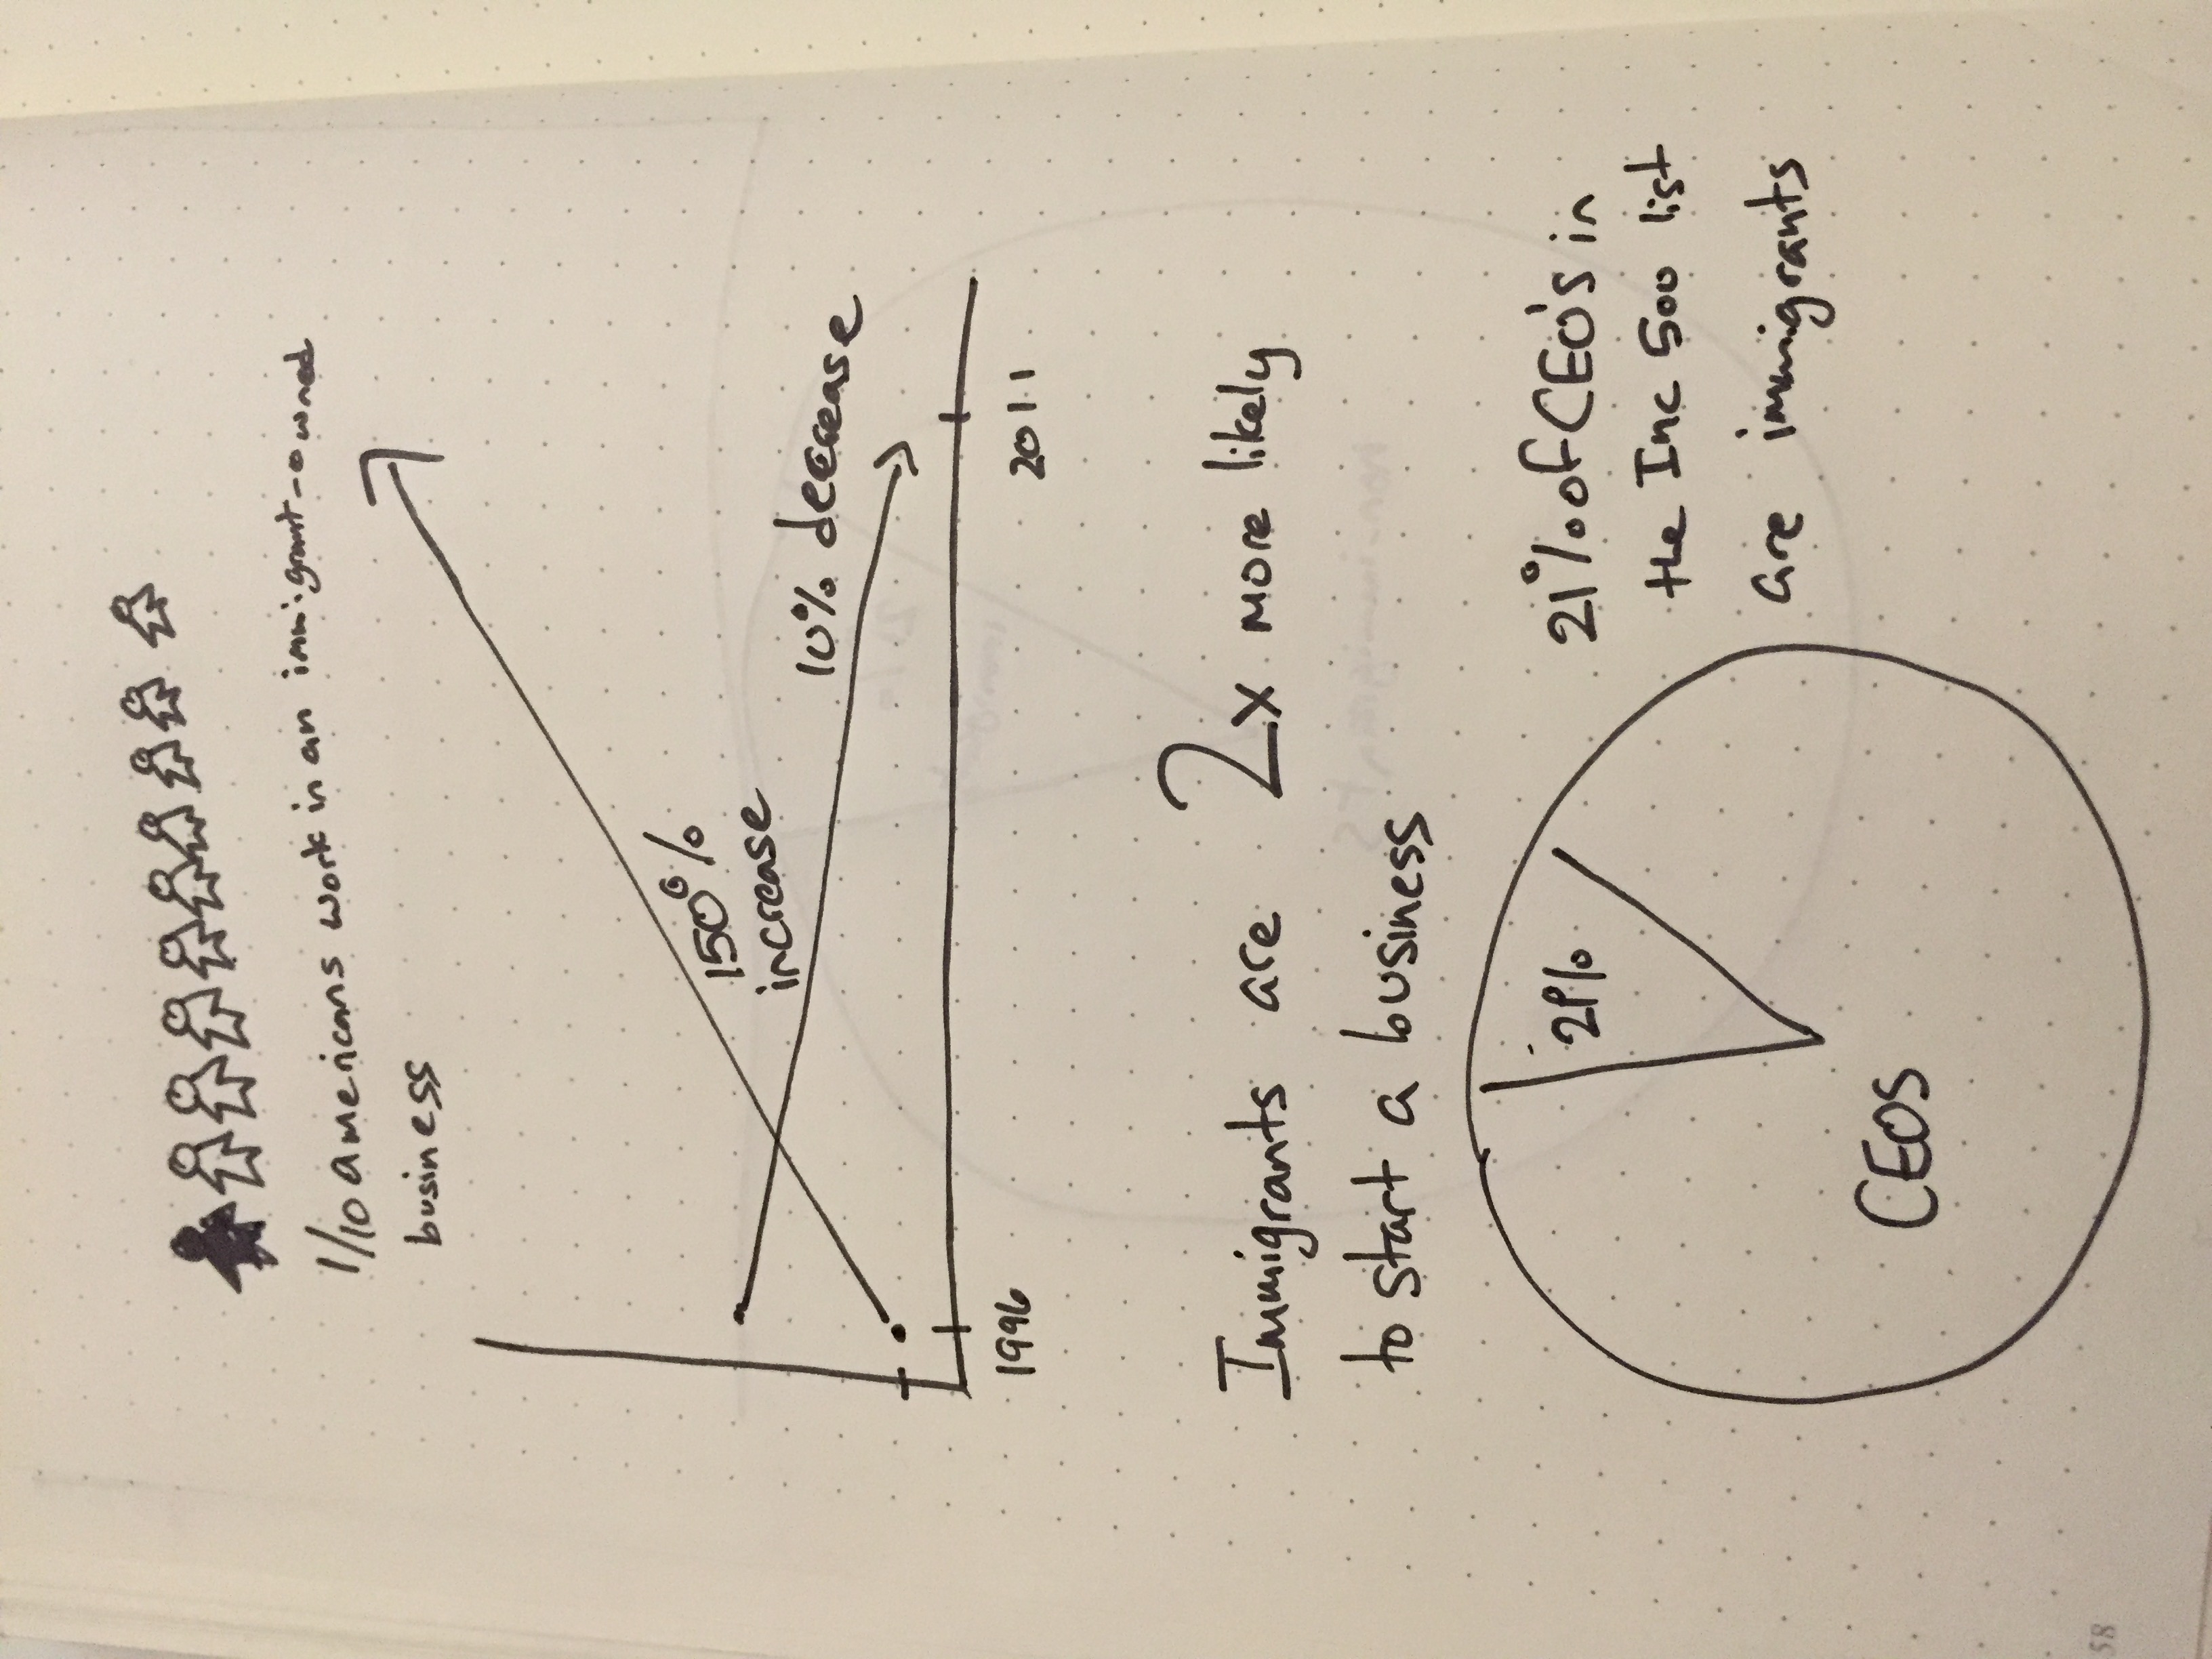 1/10 americans work in an immigrant-owned
business
150%
increase
10% decrease
1996
2011
Immigrants are 2x more likely
to start a business
21%
CEOS
21% of CEO's in
the Inc 500 list
are immigrants
58